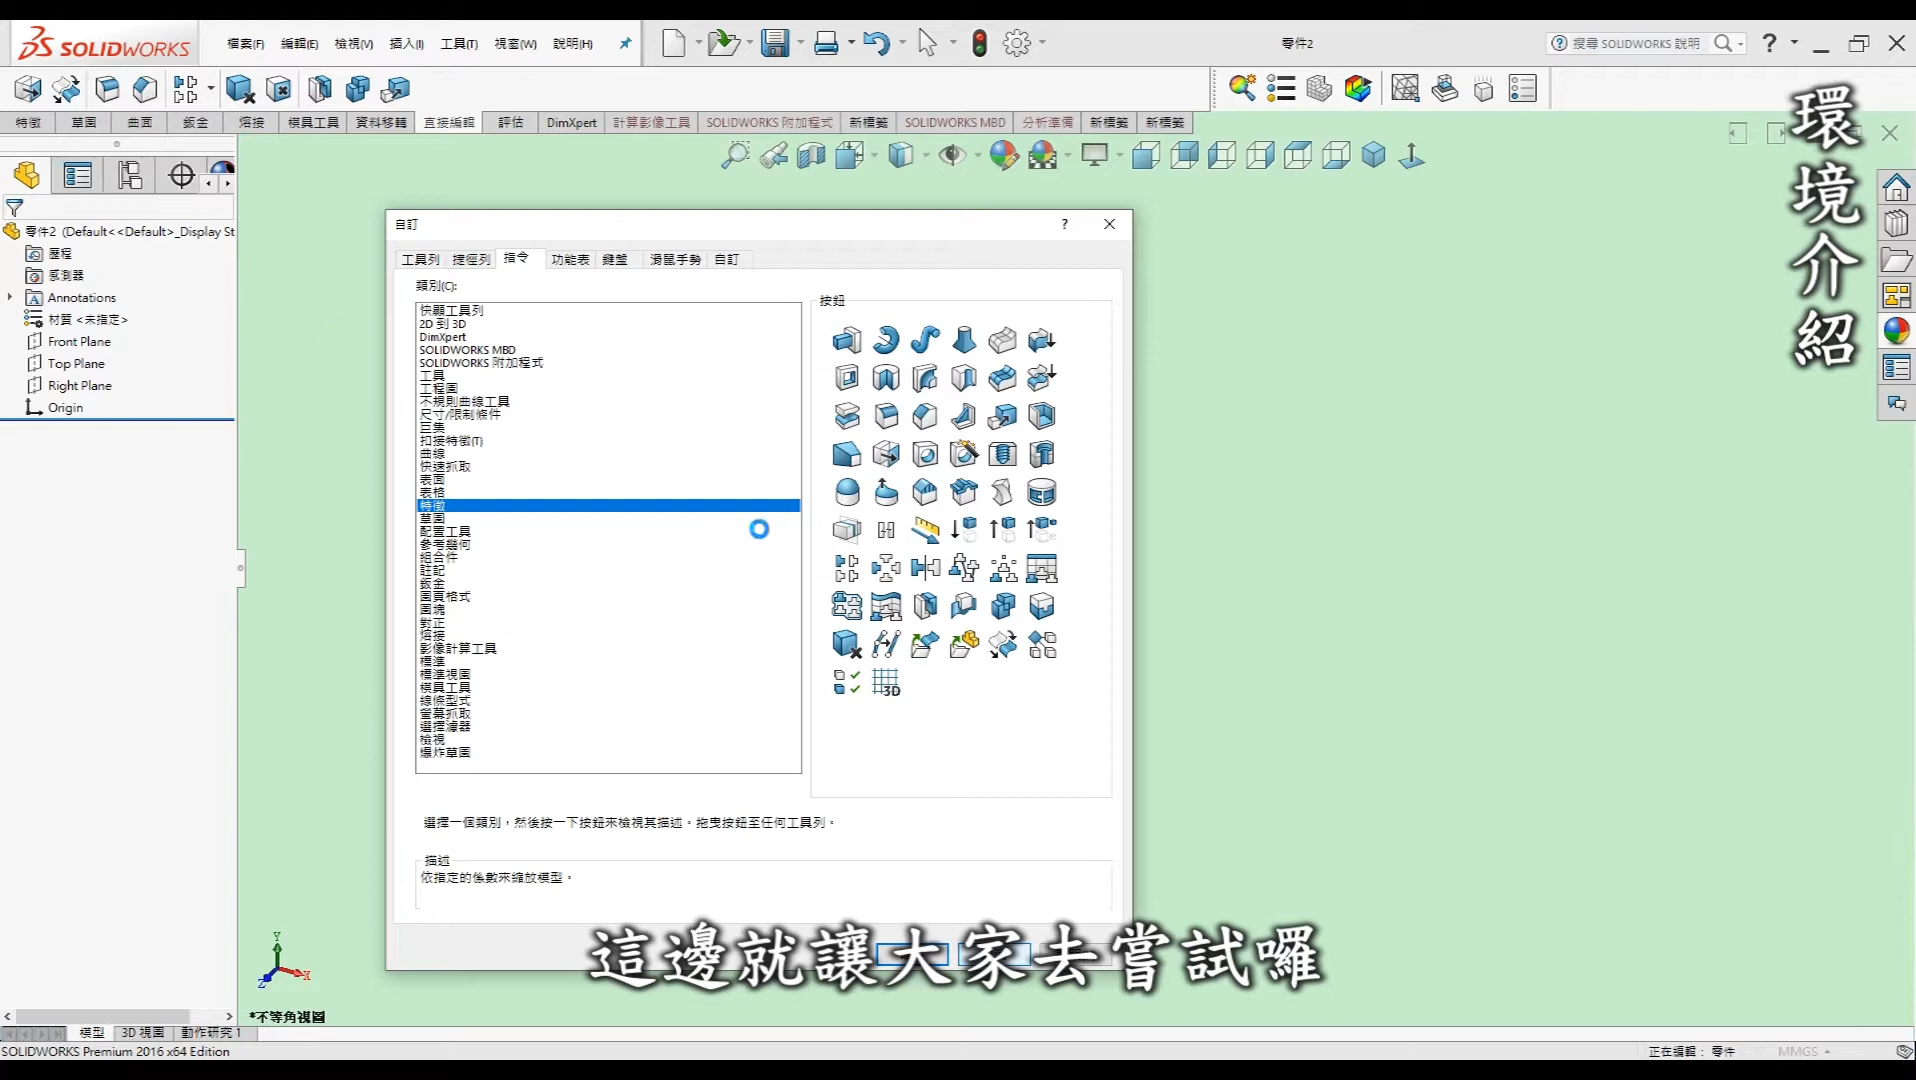 SOLIDWORKS
檔案(F) 編輯(E) 檢視(V) 插入(I) 工具(T) 視窗(W) 說明(H)
零件2
搜尋 SOLIDWORKS 說明
特徵 草圖 曲面 鈑金 熔接 模具工具 資料移轉 直接編輯 評估 DimXpert 計算影像工具 SOLIDWORKS 附加程式 新標籤 SOLIDWORKS MBD 分析準備 新標籤 新標籤
環境介紹
零件2 (Default<<Default>_Display St
歷程
感測器
Annotations
材質 <未指定>
Front Plane
Top Plane
Right Plane
Origin
自訂
工具列 捷徑列 指令 功能表 鍵盤 滑鼠手勢 自訂
類別(C):
快顯工具列
2D 到 3D
DimXpert
SOLIDWORKS MBD
SOLIDWORKS 附加程式
工具
工程圖
不規則曲線工具
尺寸/限制條件
巨集
扣接特徵(T)
曲線
快速抓取
表面
表格
特徵
草圖
配置工具
參考幾何
組合件
註記
鈑金
圖頁格式
圖塊
對正
熔接
影像計算工具
標準
標準視圖
模具工具
線條型式
螢幕抓取
選擇濾器
檢視
爆炸草圖
按鈕
3D
選擇一個類別，然後按一下按鈕來檢視其描述。拖曳按鈕至任何工具列。
描述
依指定的係數來縮放模型。
這邊就讓大家去嘗試囉
Y
X
Z
*不等角視圖
模型 3D 視圖 動作研究 1
SOLIDWORKS Premium 2016 x64 Edition
正在編輯： 零件
MMGS